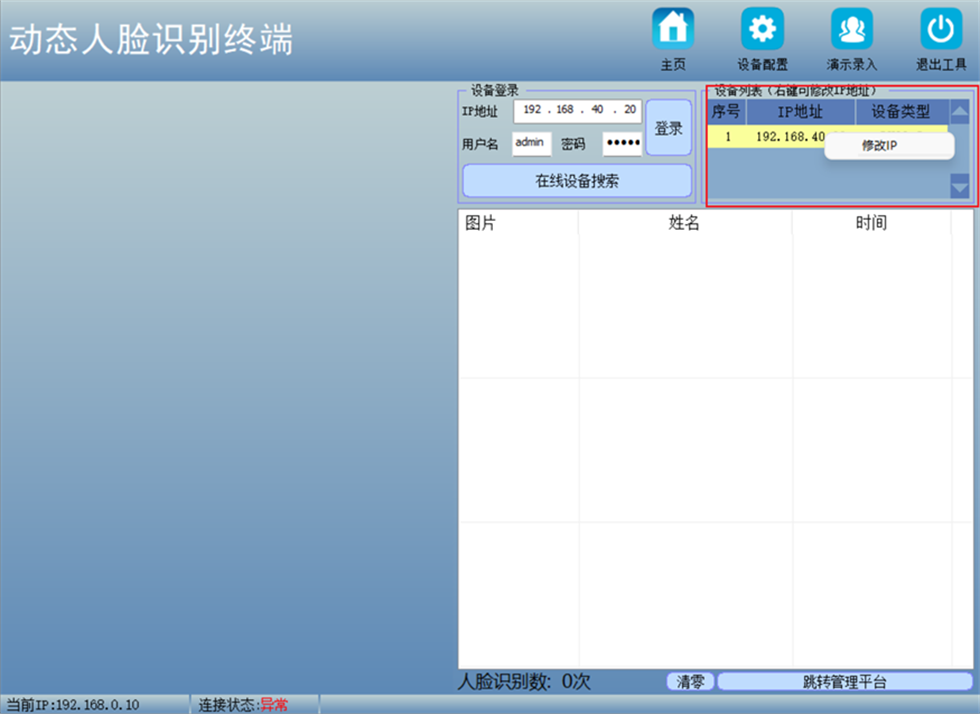 动态人脸识别终端
主页 设备配置 演示录入 退出工具
设备登录
IP地址 192 . 168 . 40 . 20
登录
用户名 admin 密码 •••••
在线设备搜索
设备列表（右键可修改IP地址）
序号 IP地址 设备类型
1 192.168.40
修改IP
图片 姓名 时间
人脸识别数: 0次 清零 跳转管理平台
当前IP:192.168.0.10 连接状态:异常